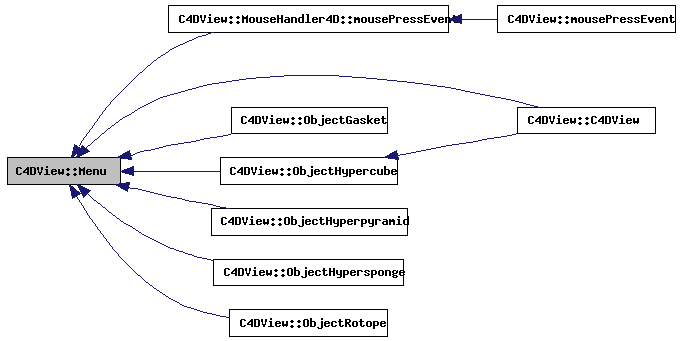 C4DView::MouseHandler4D::mousePressEvent
C4DView::mousePressEvent
C4DView::ObjectGasket
C4DView::C4DView
C4DView::Menu
C4DView::ObjectHypercube
C4DView::ObjectHyperpyramid
C4DView::ObjectHypersponge
C4DView::ObjectRotope